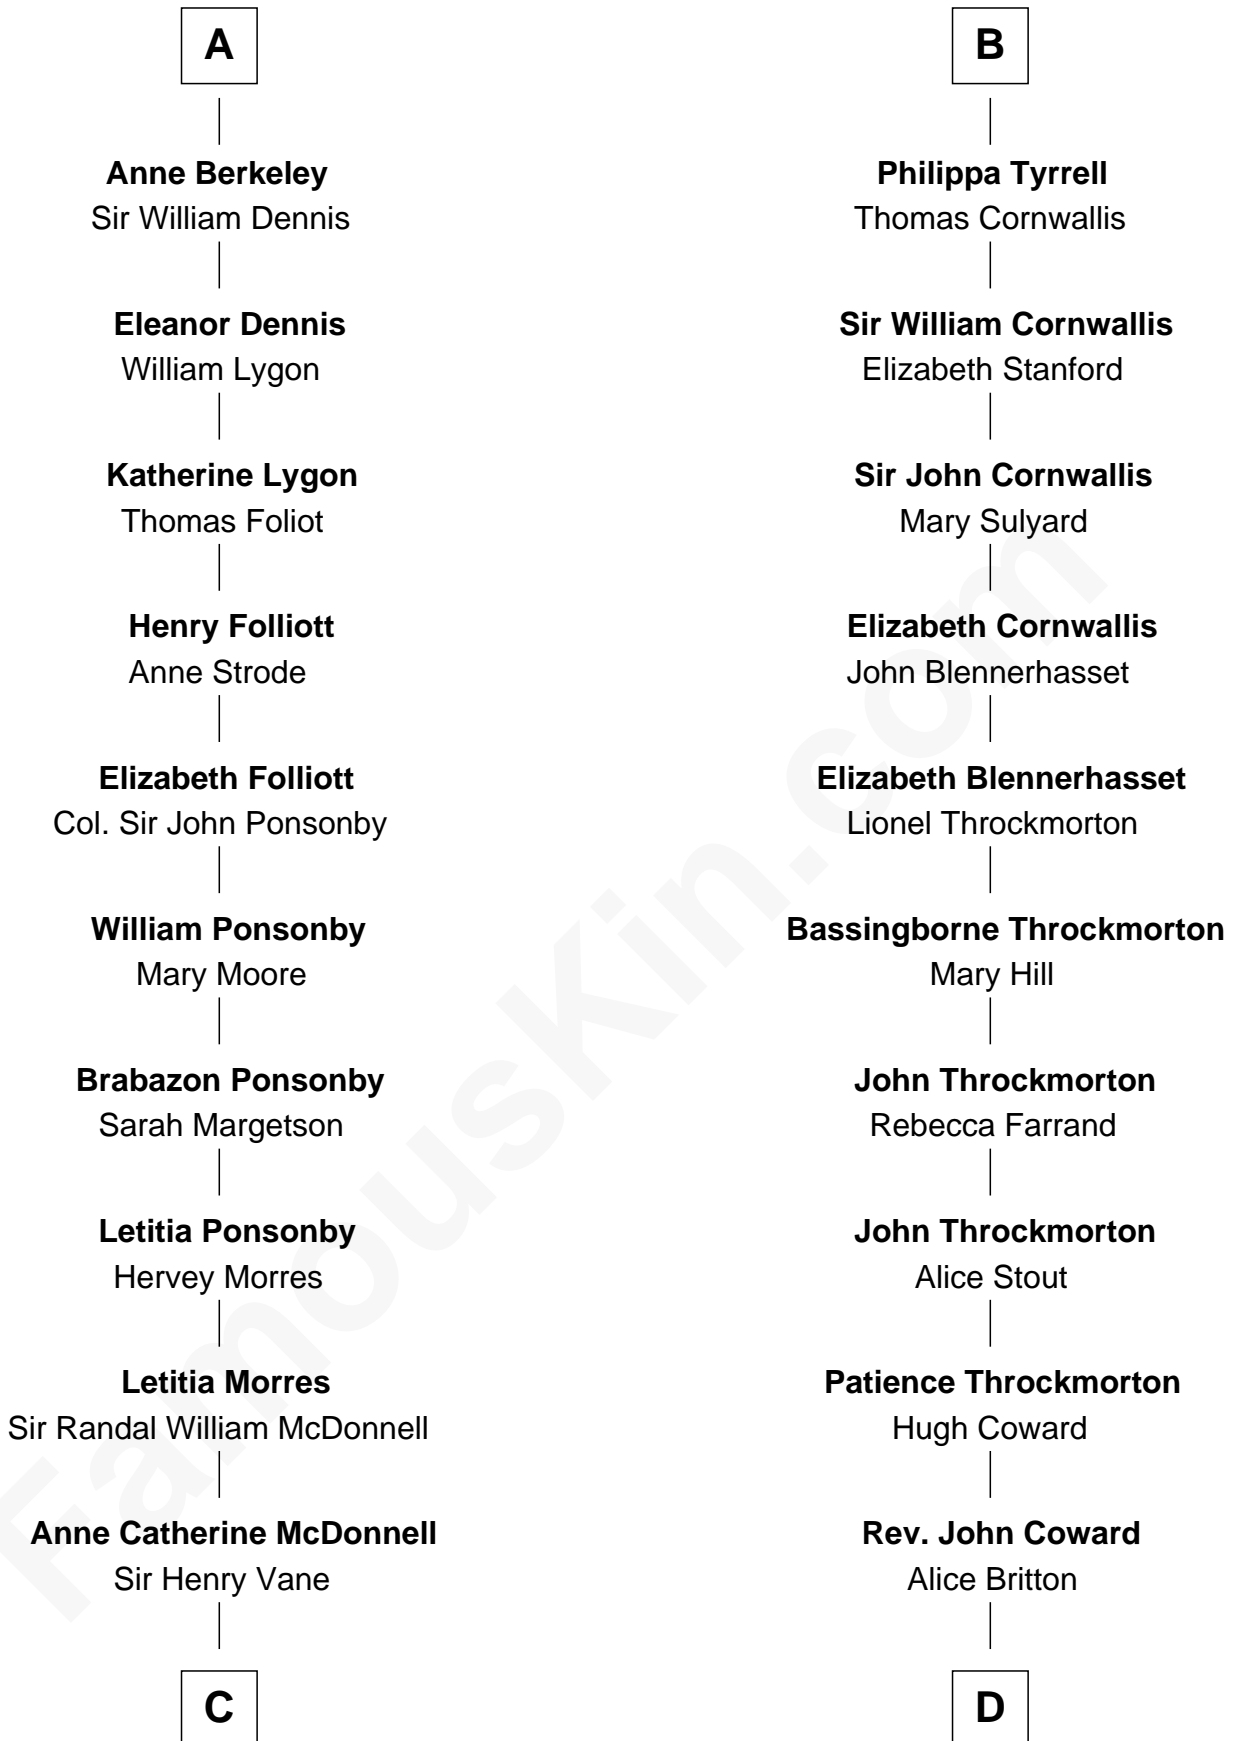 A
Anne Berkeley
Sir William Dennis
Eleanor Dennis
William Lygon
Katherine Lygon
Thomas Foliot
Henry Folliott
Anne Strode
Elizabeth Folliott
Col. Sir John Ponsonby
William Ponsonby
Mary Moore
Brabazon Ponsonby
Sarah Margetson
Letitia Ponsonby
Hervey Morres
Letitia Morres
Sir Randal William McDonnell
Anne Catherine McDonnell
Sir Henry Vane
C
B
Philippa Tyrrell
Thomas Cornwallis
Sir William Cornwallis
Elizabeth Stanford
Sir John Cornwallis
Mary Sulyard
Elizabeth Cornwallis
John Blennerhasset
Elizabeth Blennerhasset
Lionel Throckmorton
Bassingborne Throckmorton
Mary Hill
John Throckmorton
Rebecca Farrand
John Throckmorton
Alice Stout
Patience Throckmorton
Hugh Coward
Rev. John Coward
Alice Britton
D
FamousKin.com